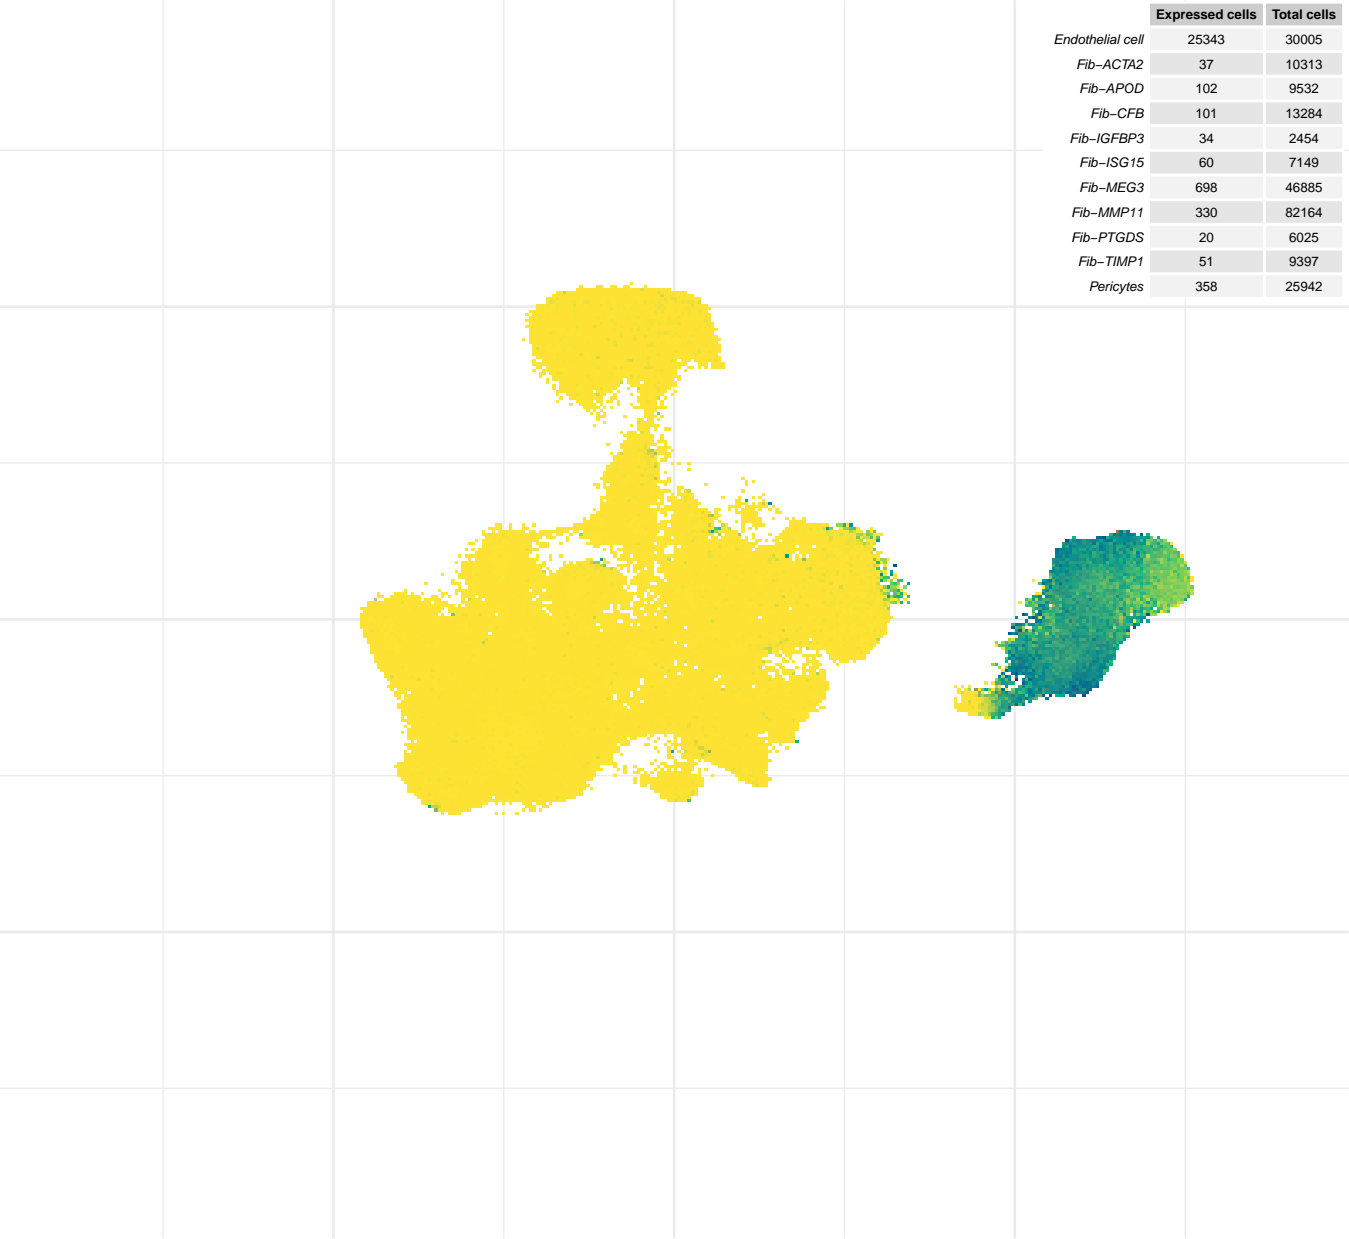 Expressed cells Total cells
Endothelial cell 25343 30005
Fib−ACTA2 37 10313
Fib−APOD 102 9532
Fib−CFB 101 13284
Fib−IGFBP3 34 2454
Fib−ISG15 60 7149
Fib−MEG3 698 46885
Fib−MMP11 330 82164
Fib−PTGDS 20 6025
Fib−TIMP1 51 9397
Pericytes 358 25942